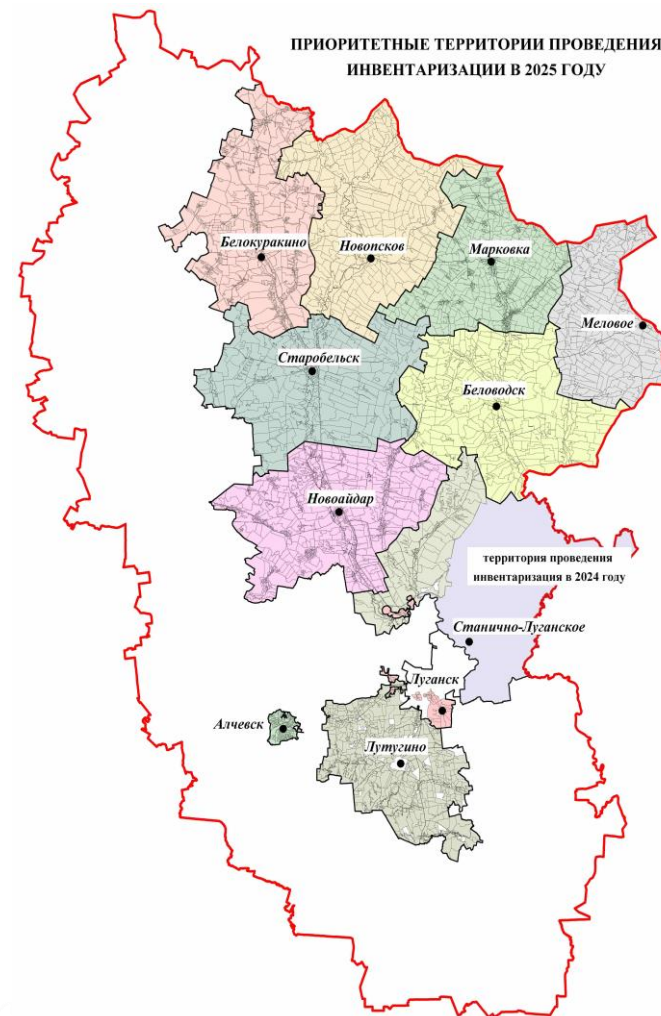 ПРИОРИТЕТНЫЕ ТЕРРИТОРИИ ПРОВЕДЕНИЯ
ИНВЕНТАРИЗАЦИИ В 2025 ГОДУ
Белокуракино
Новопсков
Марковка
Меловое
Старобельск
Беловодск
Новоайдар
территория проведения
инвентаризация в 2024 году
Станично-Луганское
Луганск
Алчевск
Лутугино